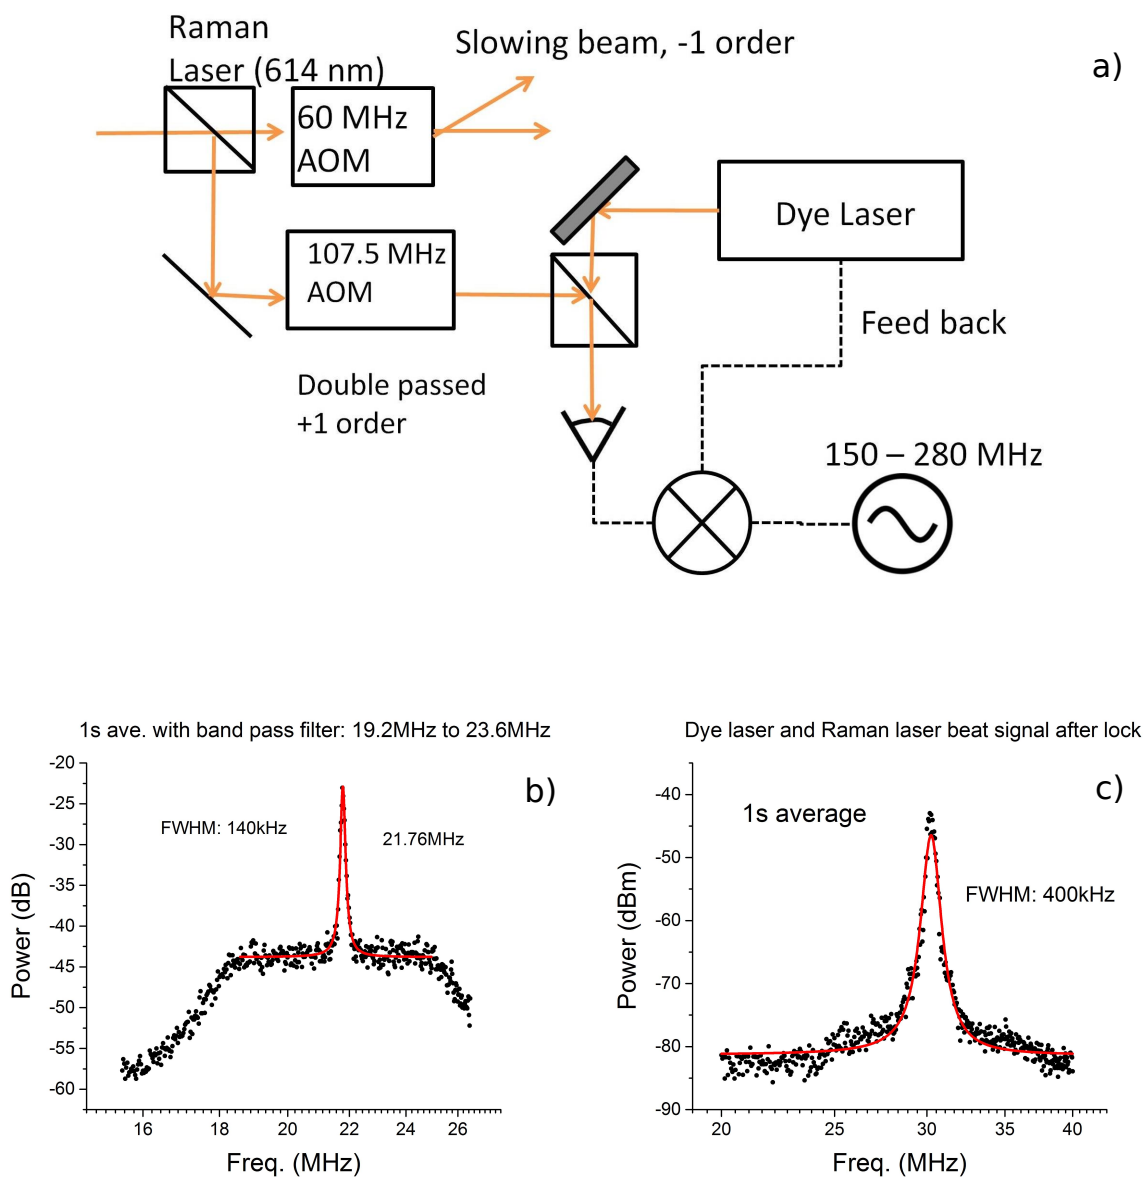 Raman
Laser (614 nm)
Slowing beam, -1 order
a)
60 MHz
AOM
Dye Laser
107.5 MHz
AOM
Feed back
Double passed
+1 order
150 – 280 MHz
1s ave. with band pass filter: 19.2MHz to 23.6MHz
b)
-20
-25
-30
-35
-40
-45
-50
-55
-60
Power (dB)
FWHM: 140kHz
21.76MHz
16 18 20 22 24 26
Freq. (MHz)
Dye laser and Raman laser beat signal after lock
c)
1s average
FWHM: 400kHz
-40
-50
-60
-70
-80
-90
Power (dBm)
20 25 30 35 40
Freq. (MHz)